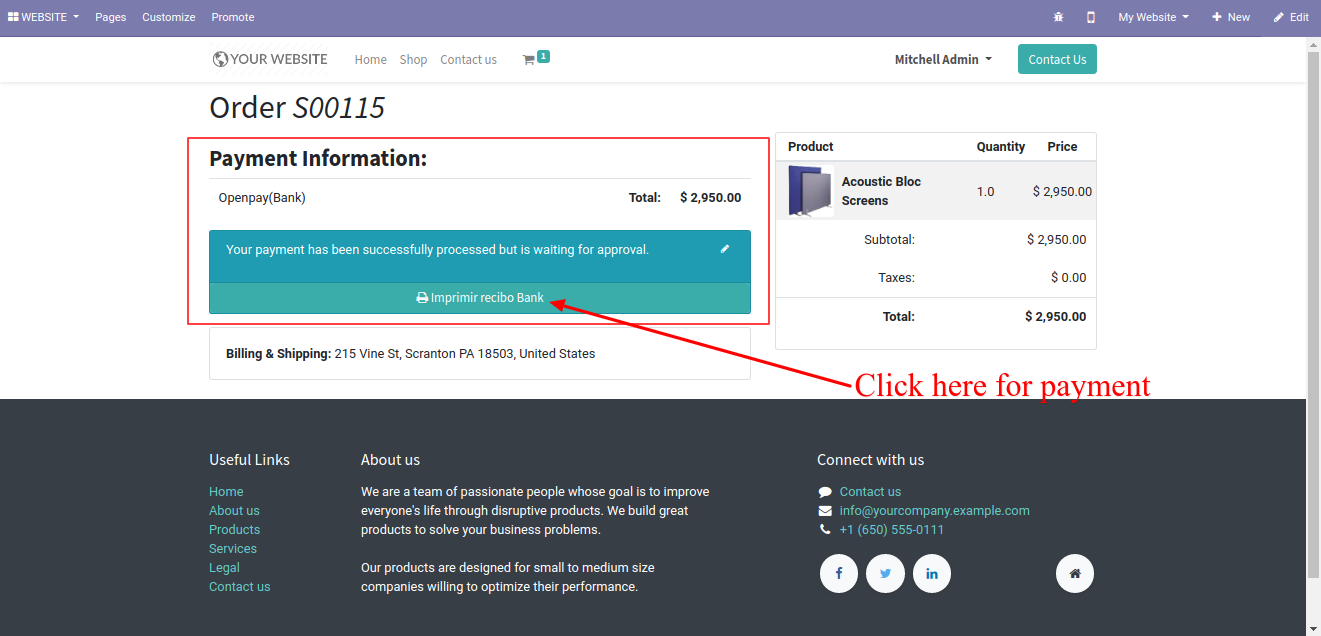 WEBSITE Pages Customize Promote My Website New Edit
YOUR WEBSITE Home Shop Contact us 1 Mitchell Admin Contact Us
Order S00115
Payment Information:
Openpay(Bank) Total: $ 2,950.00
Your payment has been successfully processed but is waiting for approval.
Imprimir recibo Bank
Billing & Shipping: 215 Vine St, Scranton PA 18503, United States
Product Quantity Price
Acoustic Bloc
Screens
1.0 $ 2,950.00
Subtotal: $ 2,950.00
Taxes: $ 0.00
Total: $ 2,950.00
Click here for payment
Useful Links
Home
About us
Products
Services
Legal
Contact us
About us
We are a team of passionate people whose goal is to improve
everyone's life through disruptive products. We build great
products to solve your business problems.
Our products are designed for small to medium size
companies willing to optimize their performance.
Connect with us
Contact us
info@yourcompany.example.com
+1 (650) 555-0111